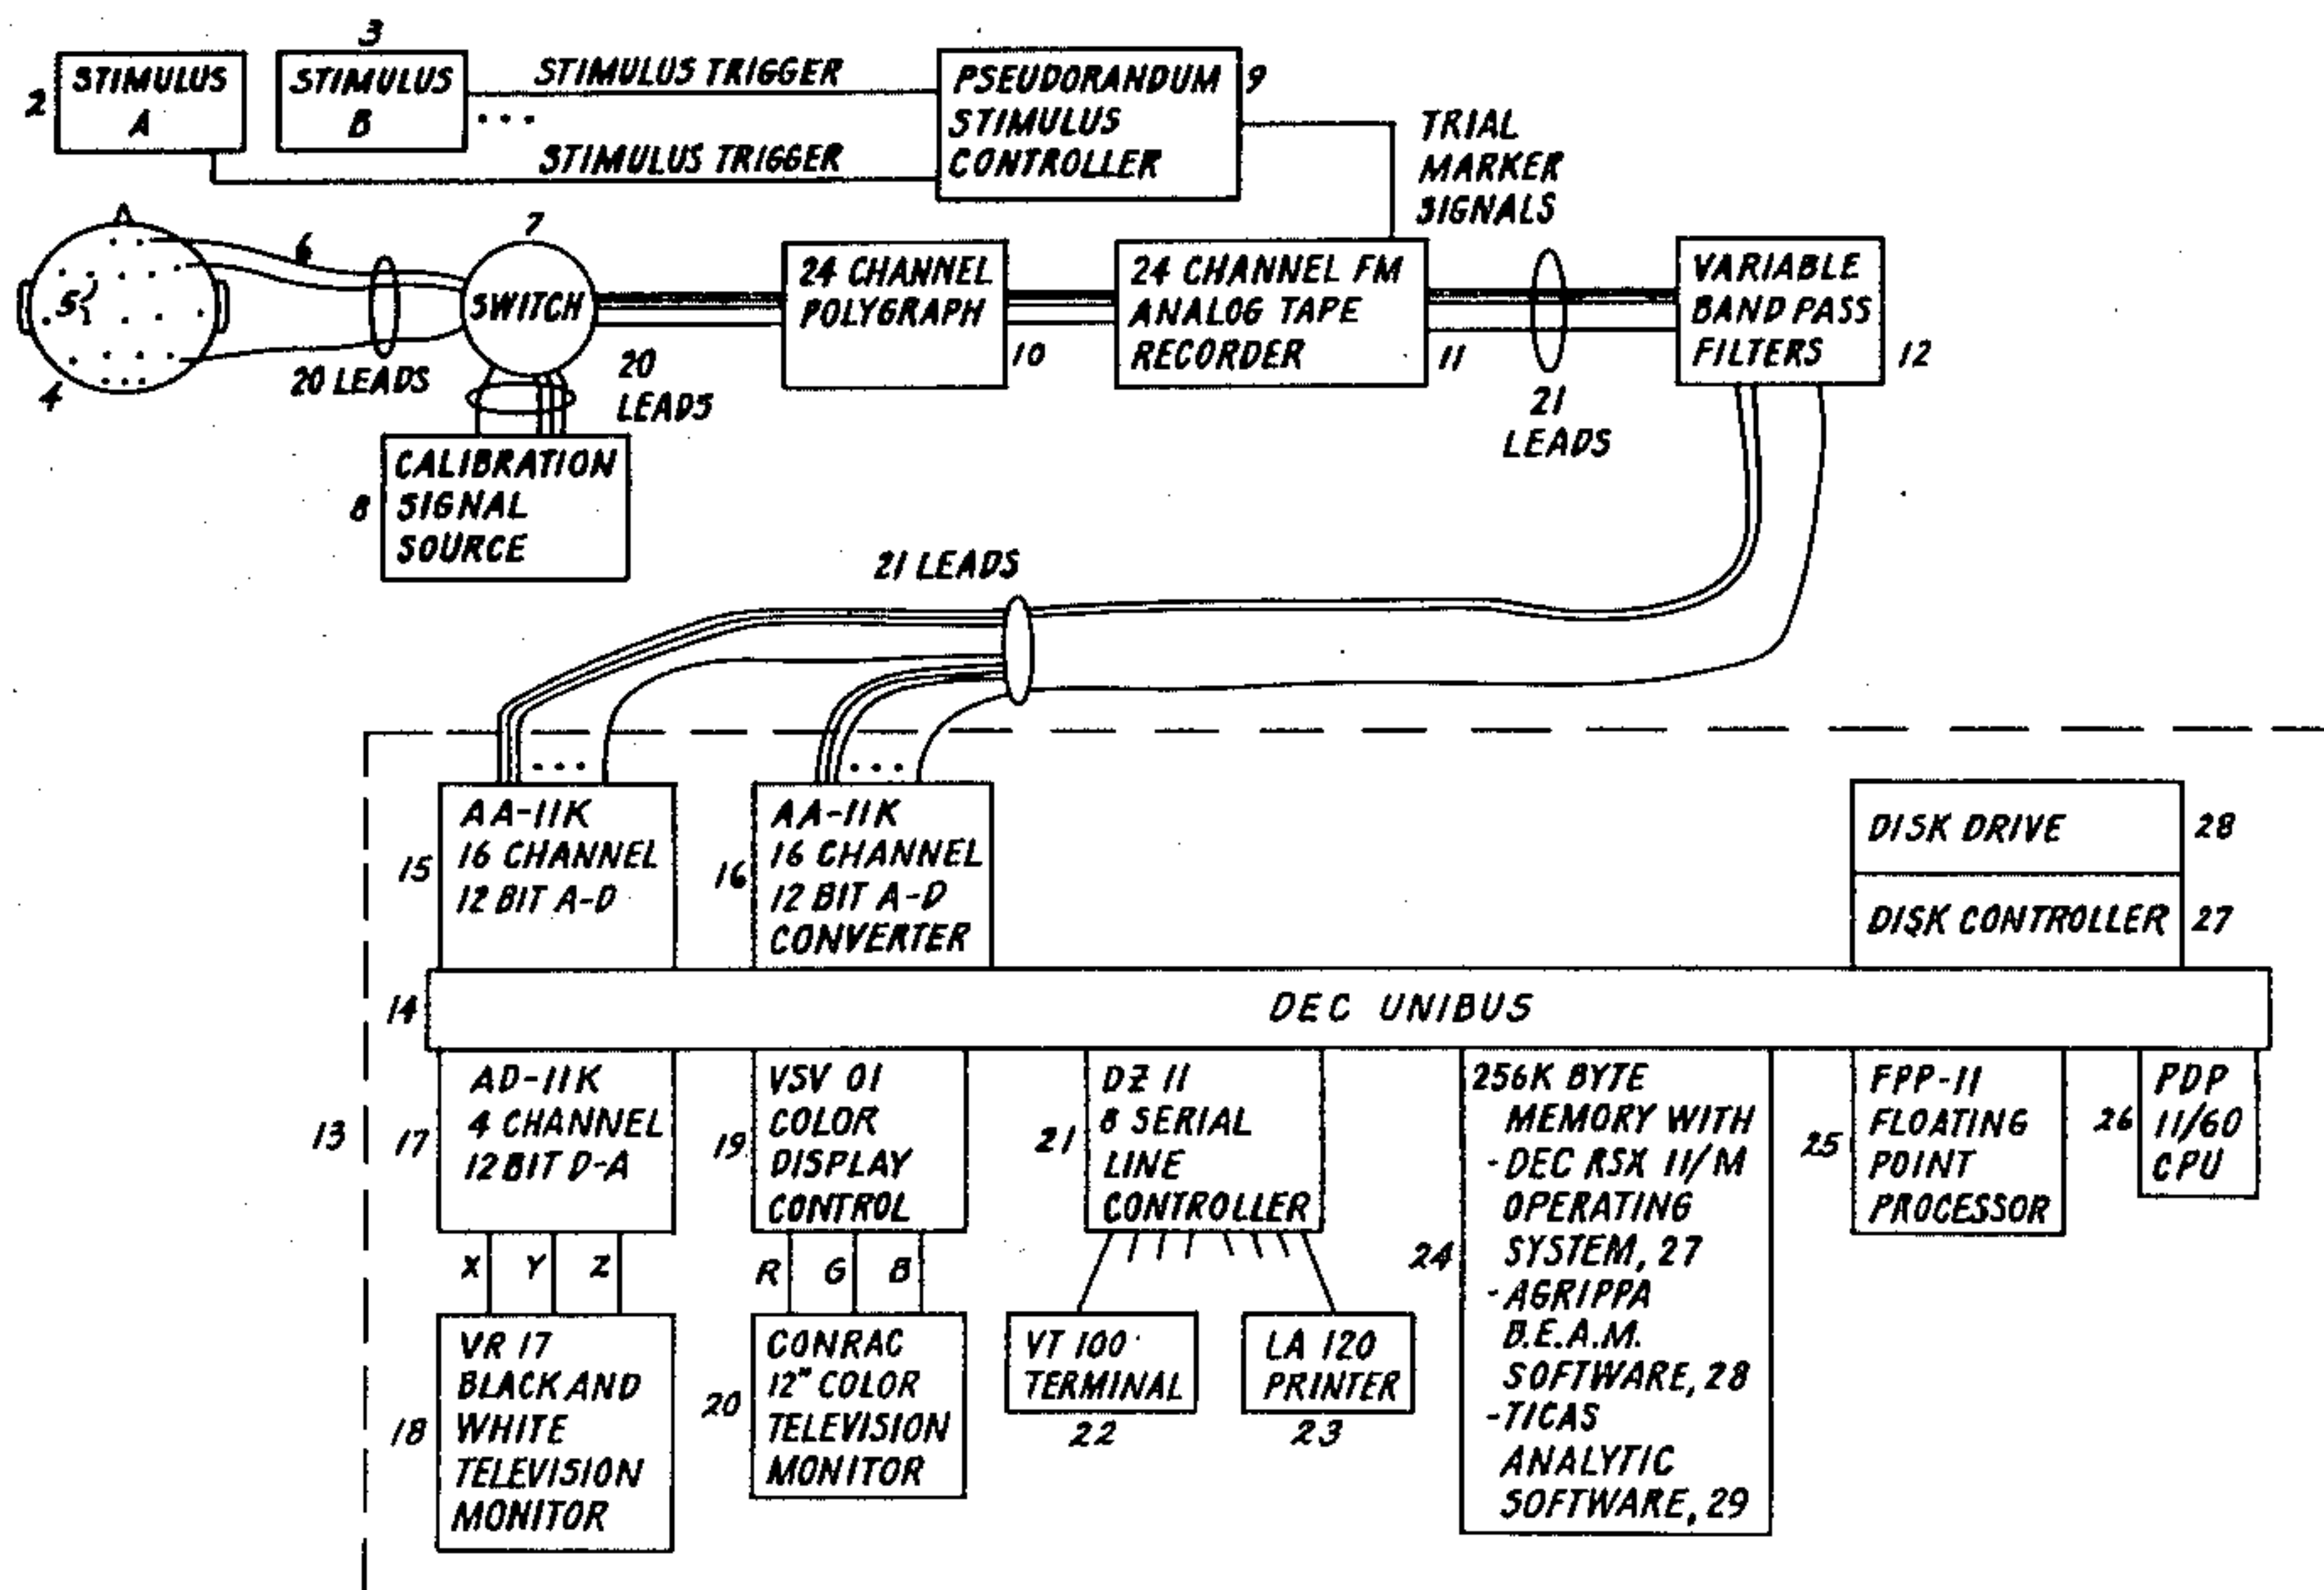 3
2
STIMULUS
A
STIMULUS
B
...
STIMULUS TRIGGER
STIMULUS TRIGGER
PSEUDORANDUM
STIMULUS
CONTROLLER
9
TRIAL
MARKER
SIGNALS
4
5
6
20 LEADS
7
SWITCH
20
LEADS
CALIBRATION
SIGNAL
SOURCE
8
24 CHANNEL
POLYGRAPH
10
24 CHANNEL FM
ANALOG TAPE
RECORDER
11
21
LEADS
VARIABLE
BAND PASS
FILTERS
12
21 LEADS
...
...
15
AA-11K
16 CHANNEL
12 BIT A-D
16
AA-11K
16 CHANNEL
12 BIT A-D
CONVERTER
DISK DRIVE
28
DISK CONTROLLER
27
14
DEC UNIBUS
13
17
AD-11K
4 CHANNEL
12 BIT D-A
X Y Z
18
VR 17
BLACK AND
WHITE
TELEVISION
MONITOR
19
VSV 01
COLOR
DISPLAY
CONTROL
R G B
20
CONRAC
12" COLOR
TELEVISION
MONITOR
21
DZ 11
8 SERIAL
LINE
CONTROLLER
VT 100
TERMINAL
22
LA 120
PRINTER
23
24
256K BYTE
MEMORY WITH
-DEC RSX 11/M
OPERATING
SYSTEM, 27
-AGRIPPA
B.E.A.M.
SOFTWARE, 28
-TICAS
ANALYTIC
SOFTWARE, 29
25
FPP-11
FLOATING
POINT
PROCESSOR
26
PDP
11/60
CPU